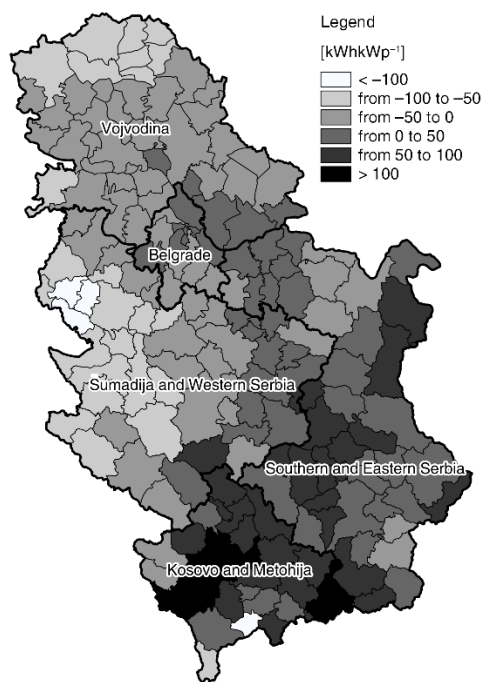 Legend
[kWhkWp⁻¹]
< –100
from –100 to –50
from –50 to 0
from 0 to 50
from 50 to 100
> 100
Vojvodina
Belgrade
Sumadija and Western Serbia
Southern and Eastern Serbia
Kosovo and Metohija